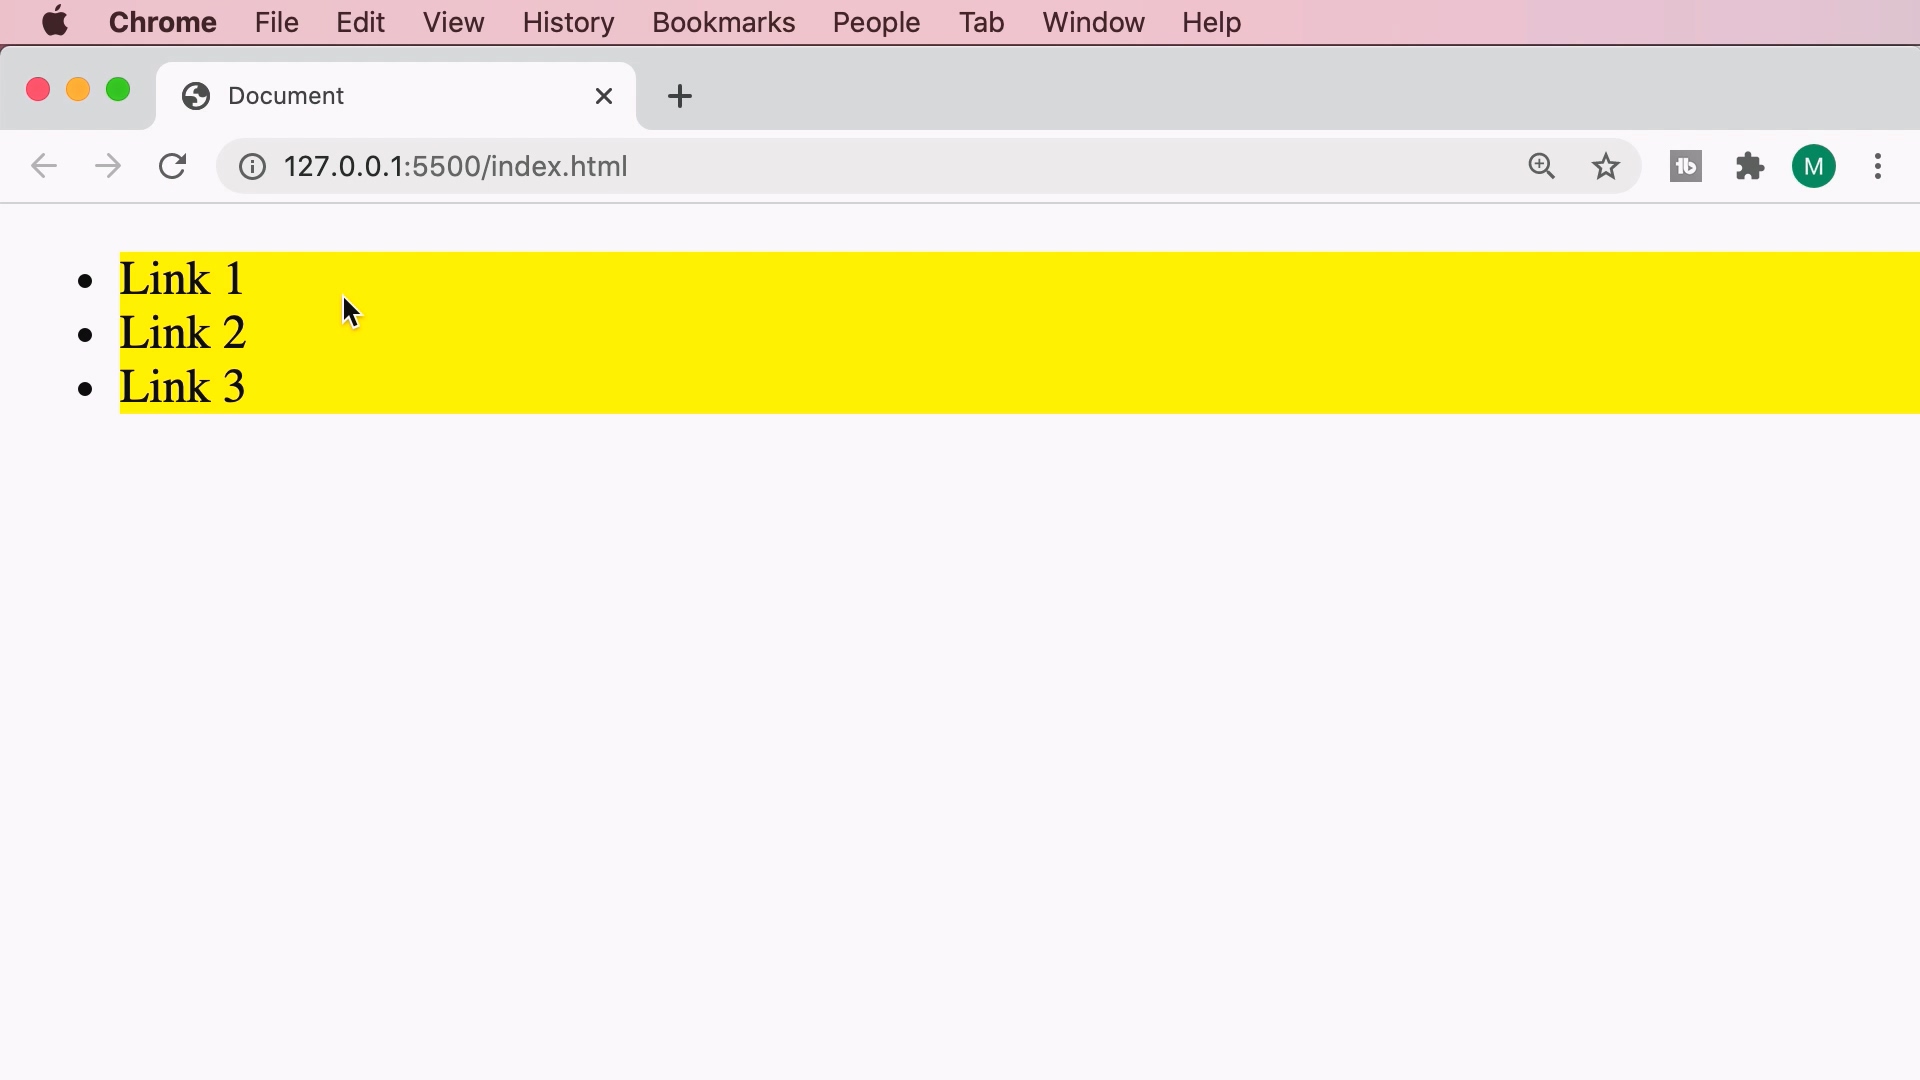 Chrome File Edit View History Bookmarks People Tab Window Help
Document
127.0.0.1:5500/index.html
tb
M
Link 1
Link 2
Link 3